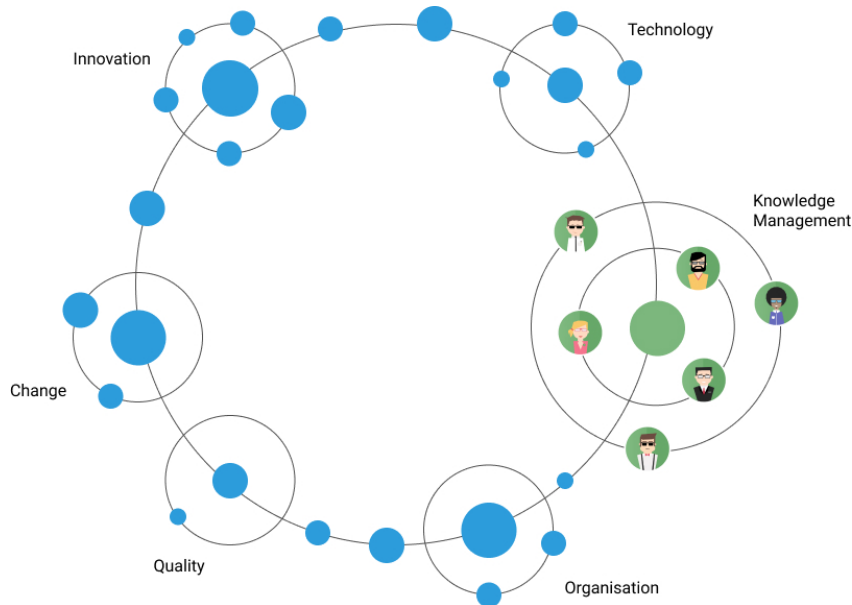 Technology
Innovation
Knowledge
Management
Change
Quality
Organisation